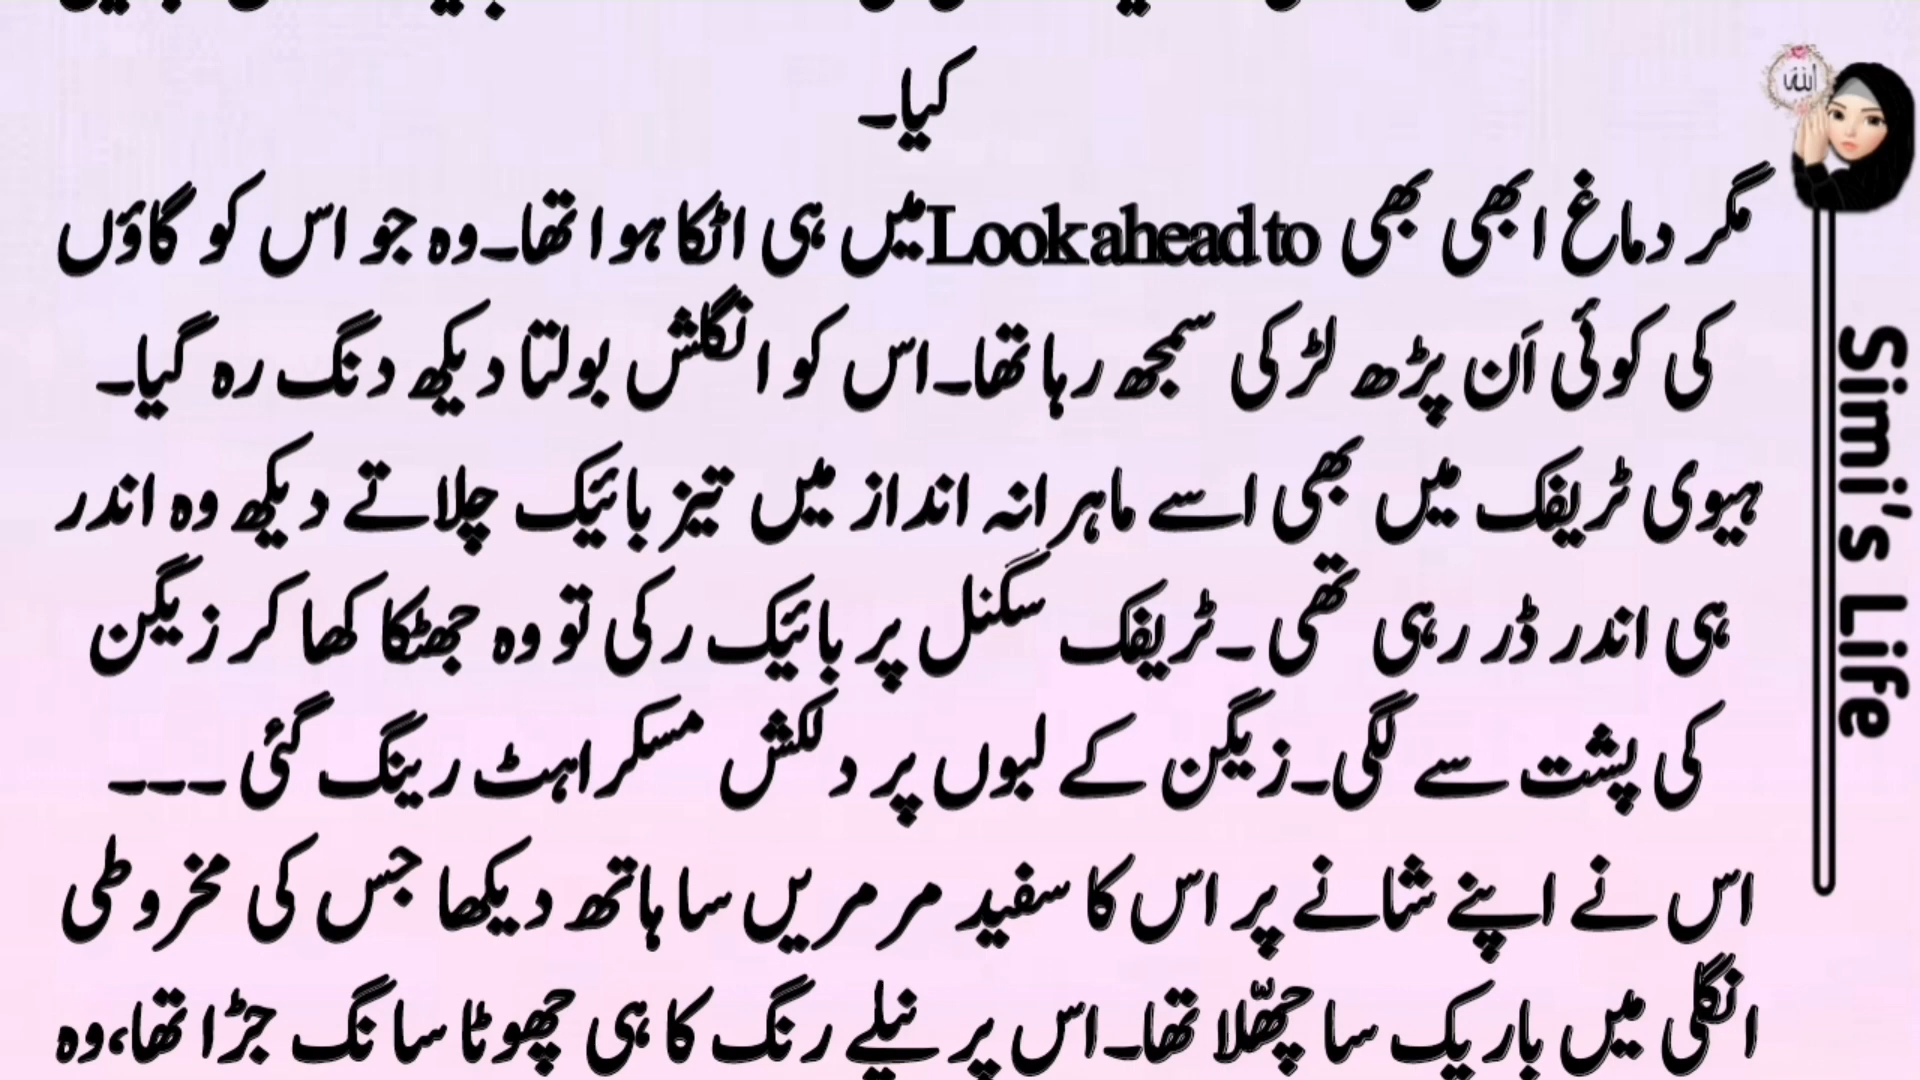 کیا۔
مگر دماغ ابھی بھی Look ahead to میں ہی اٹکا ہوا تھا۔ وہ جو اس کو گاؤں
کی کوئی اَن پڑھ لڑکی سمجھ رہا تھا۔ اس کو انگلش بولتا دیکھ دنگ رہ گیا۔
ہیوی ٹریفک میں بھی اسے ماہرانہ انداز میں تیز بائیک چلاتے دیکھ وہ اندر
ہی اندر ڈر رہی تھی۔ ٹریفک سگنل پر بائیک رکی تو وہ جھٹکا کھا کر زیگن
کی پشت سے لگی۔ زیگن کے لبوں پر دلکش مسکراہٹ رینگ گئی ۔۔۔
اس نے اپنے شانے پر اس کا سفید مرمریں سا ہاتھ دیکھا جس کی مخروطی
انگلی میں باریک سا چھّلا تھا۔ اس پر نیلے رنگ کا ہی چھوٹا سا نگ جڑا تھا، وہ
اللہ
Simi's Life